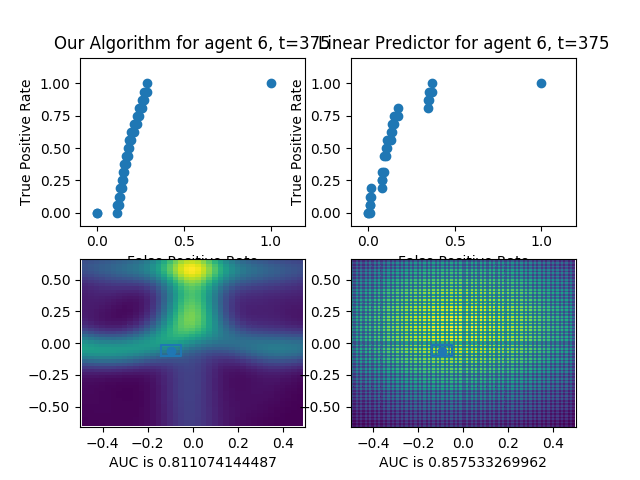 Our Algorithm for agent 6, t=375
Linear Predictor for agent 6, t=375
True Positive Rate
1.00
0.75
0.50
0.25
0.00
0.0 0.5 1.0
False Positive Rate
True Positive Rate
1.00
0.75
0.50
0.25
0.00
0.0 0.5 1.0
False Positive Rate
0.50
0.25
0.00
−0.25
−0.50
−0.4 −0.2 0.0 0.2 0.4
AUC is 0.811074144487
0.50
0.25
0.00
−0.25
−0.50
−0.4 −0.2 0.0 0.2 0.4
AUC is 0.857533269962